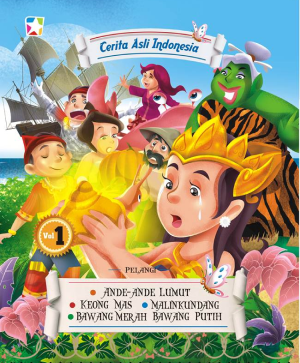 Cerita Asli Indonesia
Vol 1
PELANGI
• ANDE-ANDE LUMUT
• KEONG MAS • MALINKUNDANG
• BAWANG MERAH BAWANG PUTIH